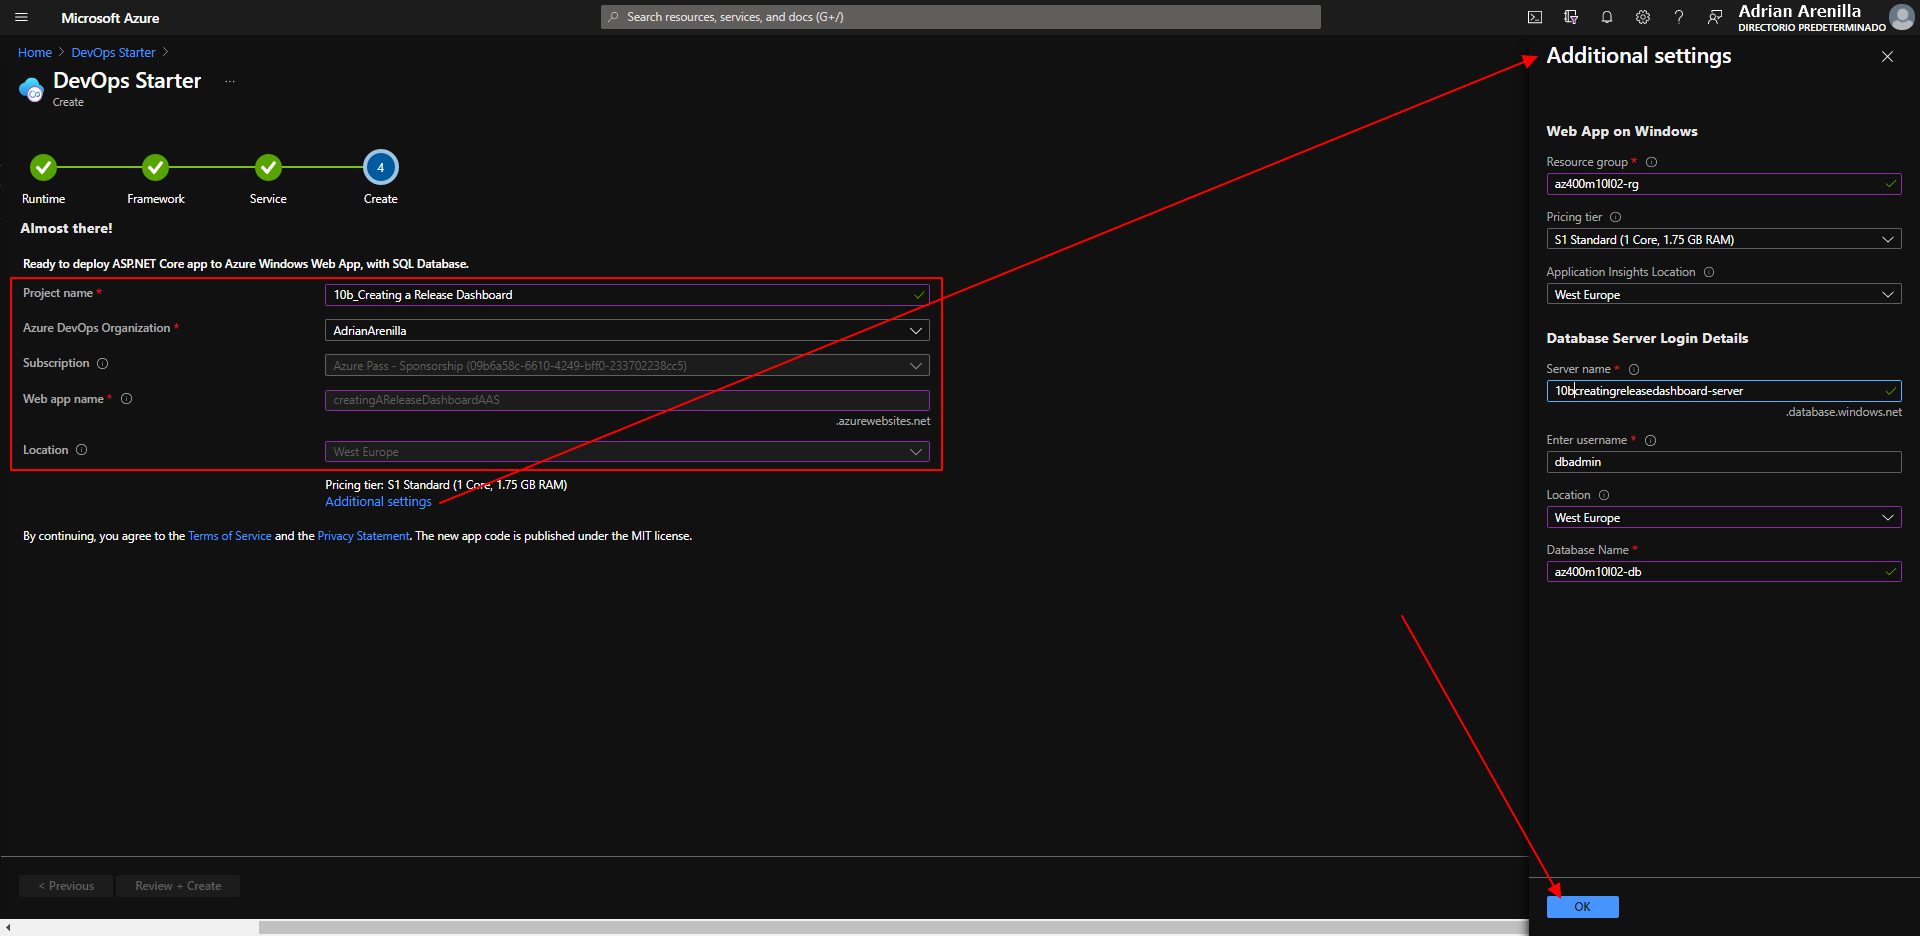 Microsoft Azure
Search resources, services, and docs (G+/)
Adrian Arenilla
DIRECTORIO PREDETERMINADO
Home > DevOps Starter >
DevOps Starter ...
Create
4
Runtime
Framework
Service
Create
Almost there!
Ready to deploy ASP.NET Core app to Azure Windows Web App, with SQL Database.
Project name *
10b_Creating a Release Dashboard
Azure DevOps Organization *
AdrianArenilla
Subscription
Azure Pass - Sponsorship (09b6a58c-6610-4249-bff0-233702238cc5)
Web app name *
creatingAReleaseDashboardAAS
.azurewebsites.net
Location
West Europe
Pricing tier: S1 Standard (1 Core, 1.75 GB RAM)
Additional settings
By continuing, you agree to the Terms of Service and the Privacy Statement. The new app code is published under the MIT license.
< Previous
Review + Create
Additional settings
Web App on Windows
Resource group *
az400m10l02-rg
Pricing tier
S1 Standard (1 Core, 1.75 GB RAM)
Application Insights Location
West Europe
Database Server Login Details
Server name *
10bcreatingreleasedashboard-server
.database.windows.net
Enter username *
dbadmin
Location
West Europe
Database Name *
az400m10l02-db
OK